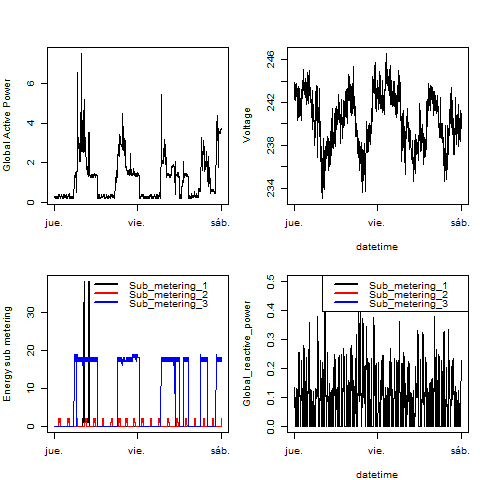 Global Active Power
0 2 4 6
jue. vie. sáb.
Voltage
234 238 242 246
jue. vie. sáb.
datetime
Energy sub metering
0 10 20 30
Sub_metering_1
Sub_metering_2
Sub_metering_3
jue. vie. sáb.
Global_reactive_power
0.0 0.1 0.2 0.3 0.4 0.5
Sub_metering_1
Sub_metering_2
Sub_metering_3
jue. vie. sáb.
datetime